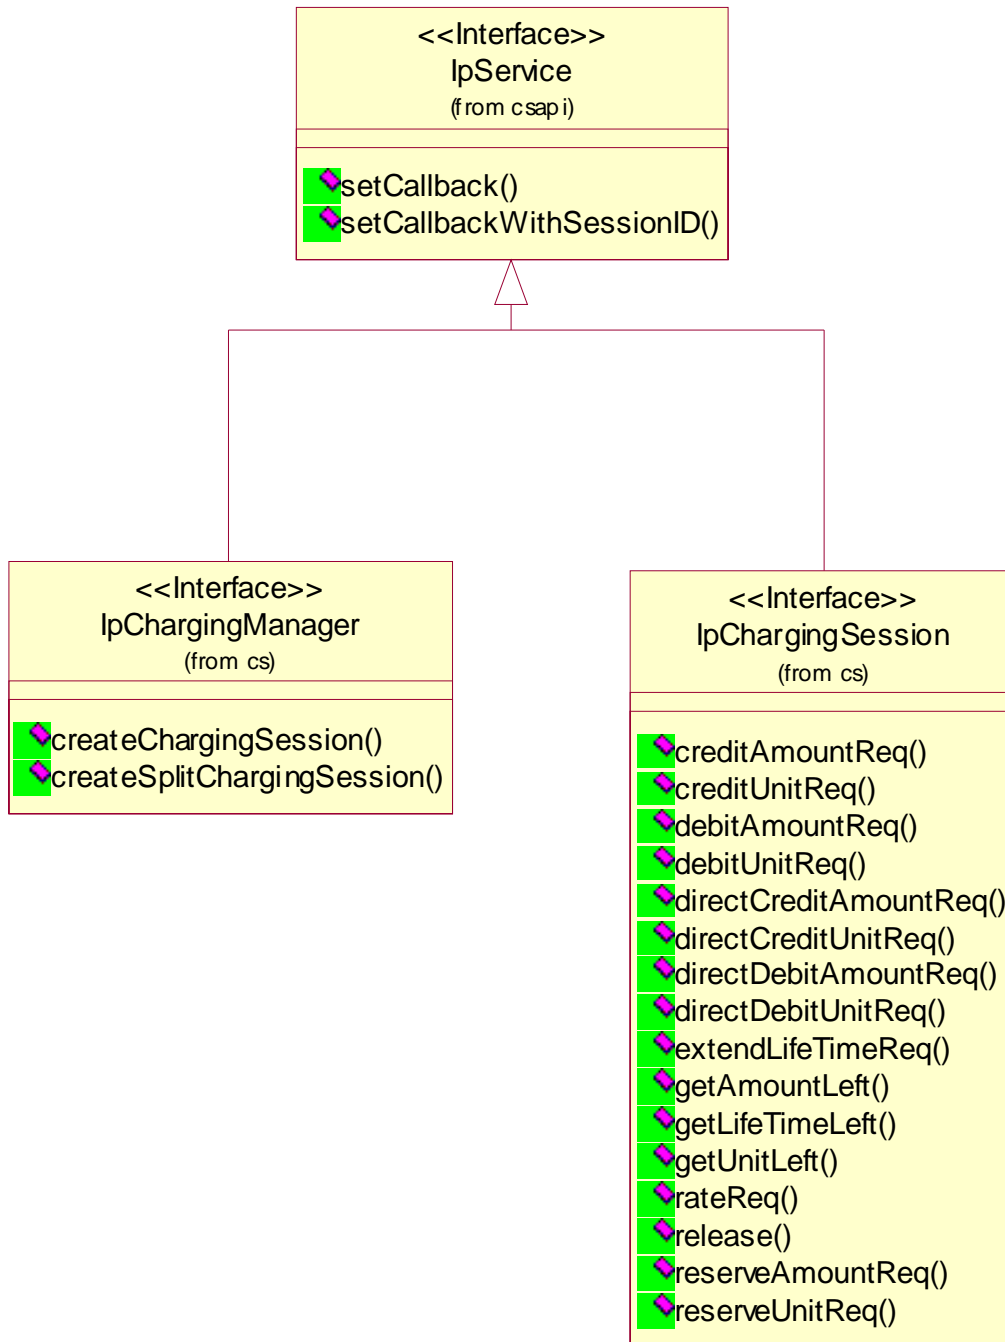 <<Interface>>
IpService
(from csapi)
setCallback()
setCallbackWithSessionID()
<<Interface>>
IpChargingManager
(from cs)
createChargingSession()
createSplitChargingSession()
<<Interface>>
IpChargingSession
(from cs)
creditAmountReq()
creditUnitReq()
debitAmountReq()
debitUnitReq()
directCreditAmountReq()
directCreditUnitReq()
directDebitAmountReq()
directDebitUnitReq()
extendLifeTimeReq()
getAmountLeft()
getLifeTimeLeft()
getUnitLeft()
rateReq()
release()
reserveAmountReq()
reserveUnitReq()